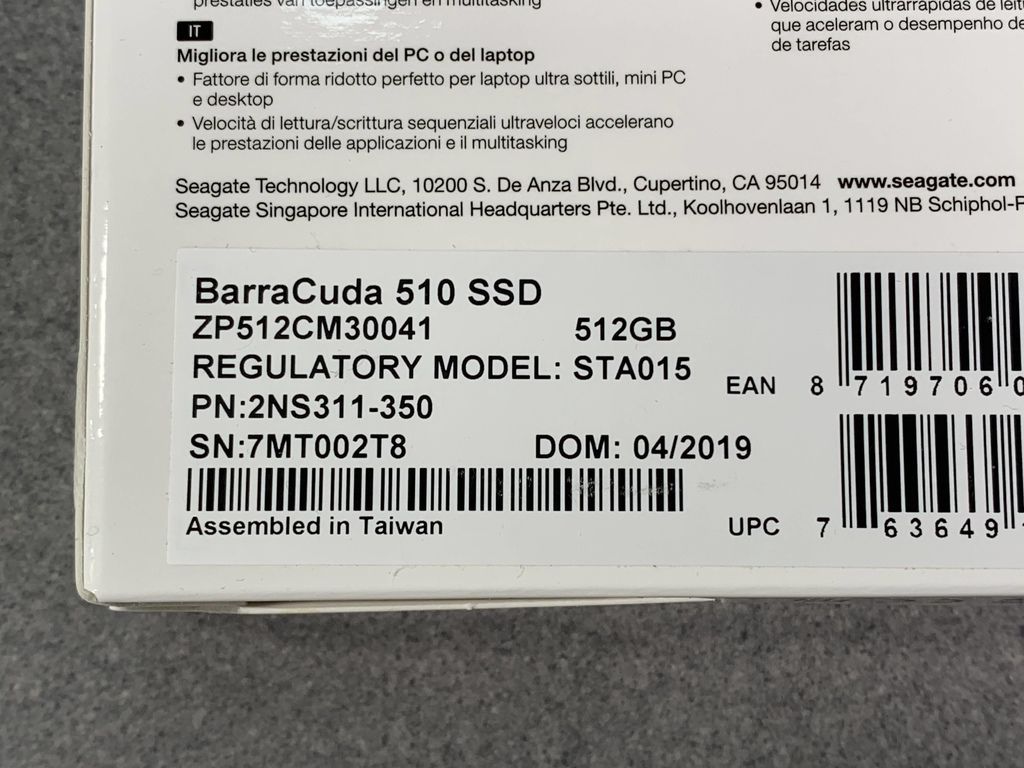 prestaties van toepassingen en multitasking
IT
Migliora le prestazioni del PC o del laptop
• Fattore di forma ridotto perfetto per laptop ultra sottili, mini PC
e desktop
• Velocità di lettura/scrittura sequenziali ultraveloci accelerano
le prestazioni delle applicazioni e il multitasking
• Velocidades ultrarrápidas de
que aceleram o desempenho
de tarefas
Seagate Technology LLC, 10200 S. De Anza Blvd., Cupertino, CA 95014 www.seagate.com
Seagate Singapore International Headquarters Pte. Ltd., Koolhovenlaan 1, 1119 NB Schiphol-
BarraCuda 510 SSD
ZP512CM30041 512GB
REGULATORY MODEL: STA015
PN:2NS311-350
SN:7MT002T8 DOM: 04/2019
Assembled in Taiwan
EAN 8 719706
UPC 7 63649